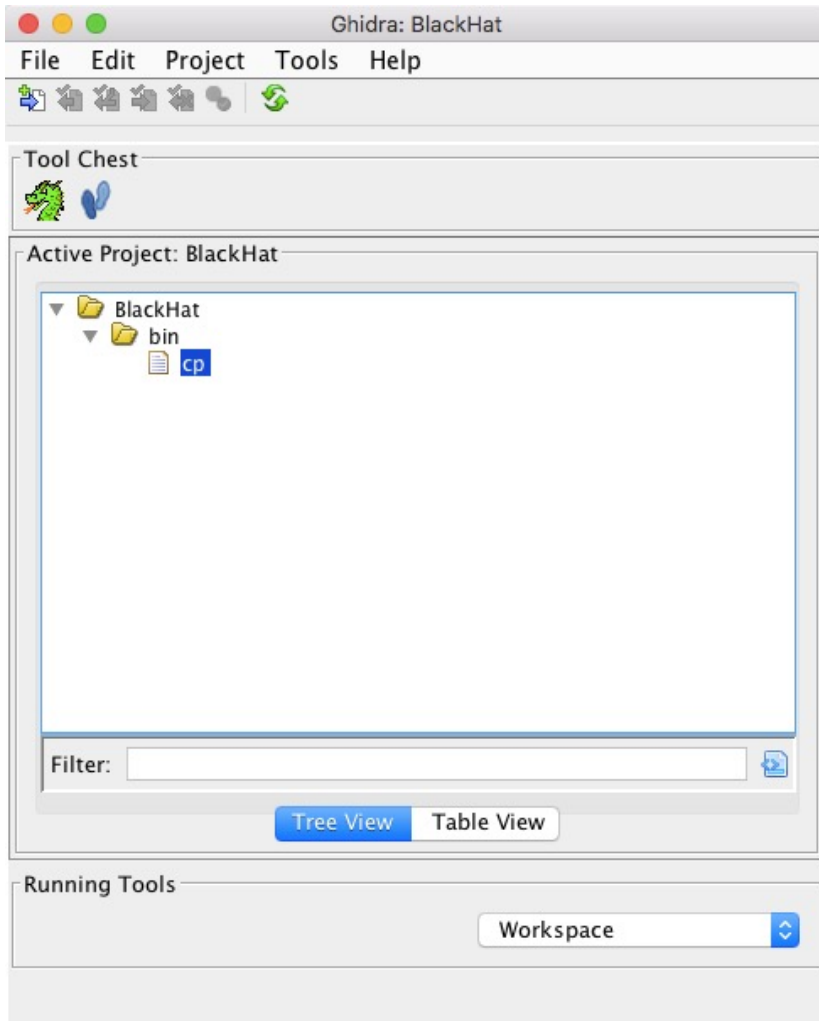 Ghidra: BlackHat
File Edit Project Tools Help
Tool Chest
Active Project: BlackHat
BlackHat
bin
cp
Filter:
Tree View Table View
Running Tools
Workspace